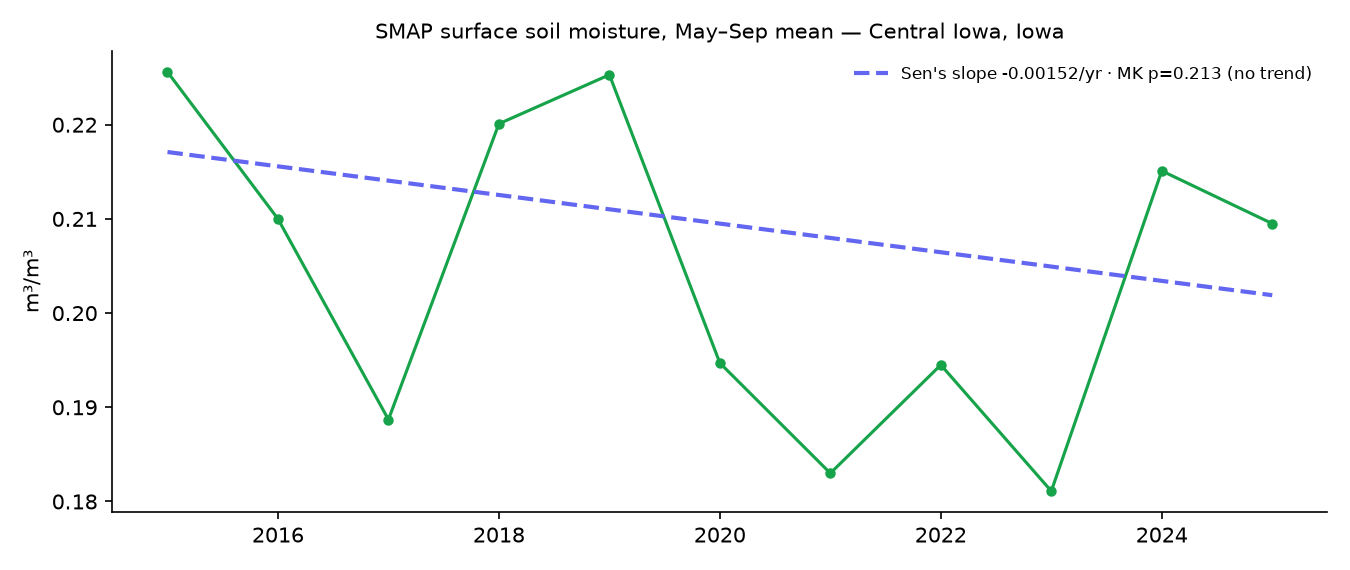 SMAP surface soil moisture, May–Sep mean — Central Iowa, Iowa
Sen's slope -0.00152/yr · MK p=0.213 (no trend)
m³/m³
0.22
0.21
0.20
0.19
0.18
2016 2018 2020 2022 2024